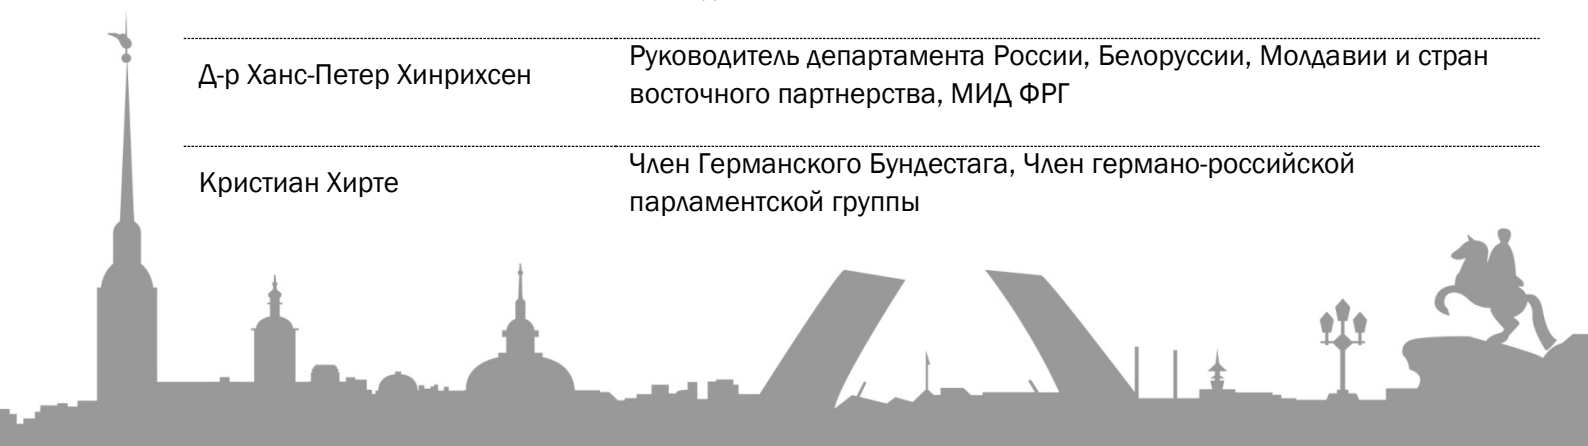 Д-р Ханс-Петер Хинрихсен
Руководитель департамента России, Белоруссии, Молдавии и стран
восточного партнерства, МИД ФРГ
Кристиан Хирте
Член Германского Бундестага, Член германо-российской
парламентской группы